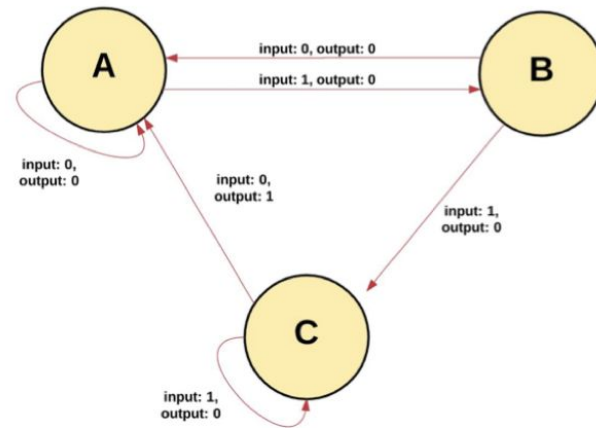 A
B
input: 0, output: 0
input: 1, output: 0
input: 0,
output: 0
input: 0,
output: 1
input: 1,
output: 0
C
input: 1,
output: 0